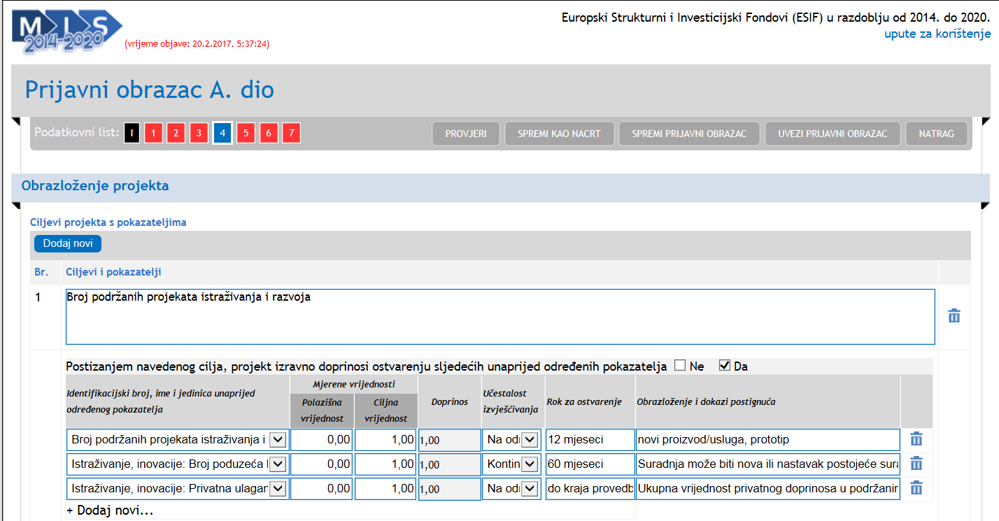 MIS
2014-2020
(vrijeme objave: 20.2.2017. 5:37:24)
Europski Strukturni i Investicijski Fondovi (ESIF) u razdoblju od 2014. do 2020.
upute za korištenje
Prijavni obrazac A. dio
Podatkovni list: I 1 2 3 4 5 6 7 PROVJERI SPREMI KAO NACRT SPREMI PRIJAVNI OBRAZAC UVEZI PRIJAVNI OBRAZAC NATRAG
Obrazloženje projekta
Ciljevi projekta s pokazateljima
Dodaj novi
Br. Ciljevi i pokazatelji
1 Broj podržanih projekata istraživanja i razvoja
Postizanjem navedenog cilja, projekt izravno doprinosi ostvarenju sljedećih unaprijed određenih pokazatelja Ne Da
Identifikacijski broj, ime i jedinica unaprijed određenog pokazatelja
Mjerene vrijednosti
Polazišna vrijednost
Ciljna vrijednost
Doprinos
Učestalost izvješćivanja
Rok za ostvarenje
Obrazloženje i dokazi postignuća
Broj podržanih projekata istraživanja i 0,00 1,00 1,00 Na od 12 mjeseci novi proizvod/usluga, prototip
Istraživanje, inovacije: Broj poduzeća 0,00 1,00 1,00 Kontin 60 mjeseci Suradnja može biti nova ili nastavak postojeće sura
Istraživanje, inovacije: Privatna ulagan 0,00 1,00 1,00 Na od do kraja provedb Ukupna vrijednost privatnog doprinosa u podržanim
+ Dodaj novi...